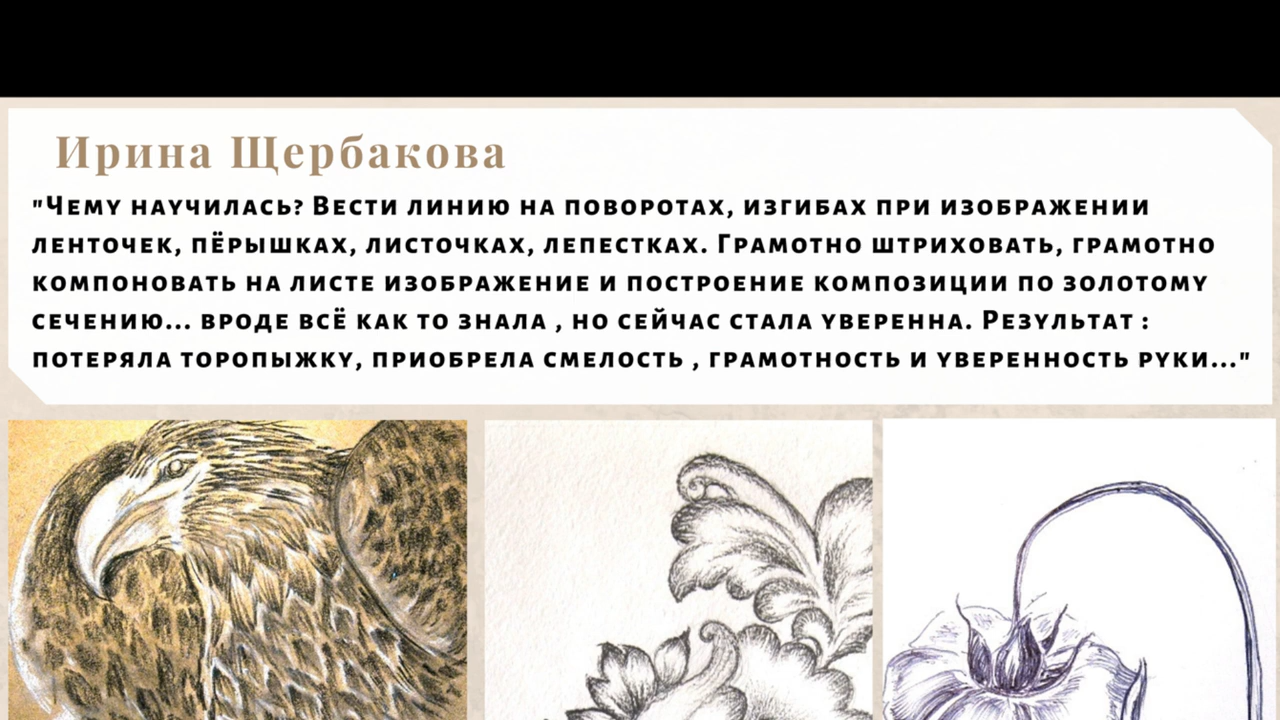 Ирина Щербакова
"Чему научилась? Вести линию на поворотах, изгибах при изображении
ленточек, пёрышках, листочках, лепестках. Грамотно штриховать, грамотно
компоновать на листе изображение и построение композиции по золотому
сечению... вроде всё как то знала , но сейчас стала уверенна. Результат :
потеряла торопыжку, приобрела смелость , грамотность и уверенность руки..."